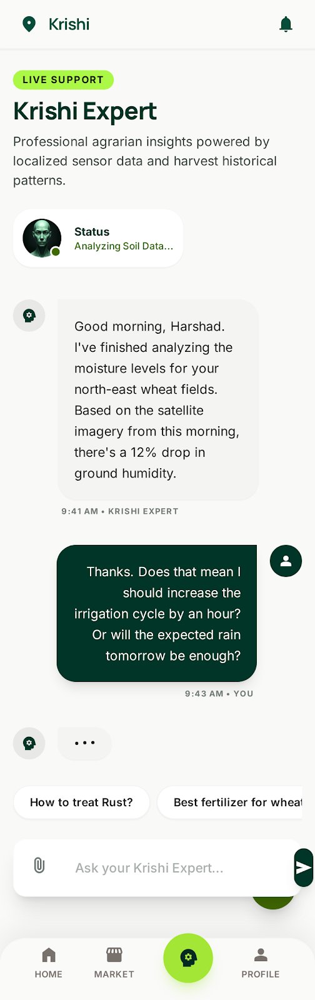 Krishi
LIVE SUPPORT
Krishi Expert
Professional agrarian insights powered by
localized sensor data and harvest historical
patterns.
Status
Analyzing Soil Data...
Good morning, Harshad.
I've finished analyzing the
moisture levels for your
north-east wheat fields.
Based on the satellite
imagery from this morning,
there's a 12% drop in
ground humidity.
9:41 AM • KRISHI EXPERT
Thanks. Does that mean I
should increase the
irrigation cycle by an hour?
Or will the expected rain
tomorrow be enough?
9:43 AM • YOU
How to treat Rust?
Best fertilizer for wheat
Ask your Krishi Expert...
HOME
MARKET
PROFILE